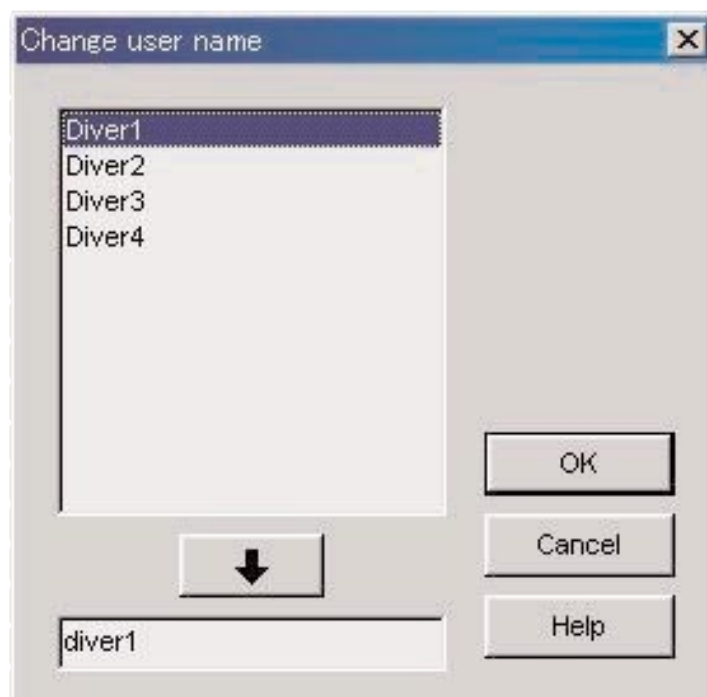 Change user name
Diver1
Diver2
Diver3
Diver4
diver1
OK
Cancel
Help